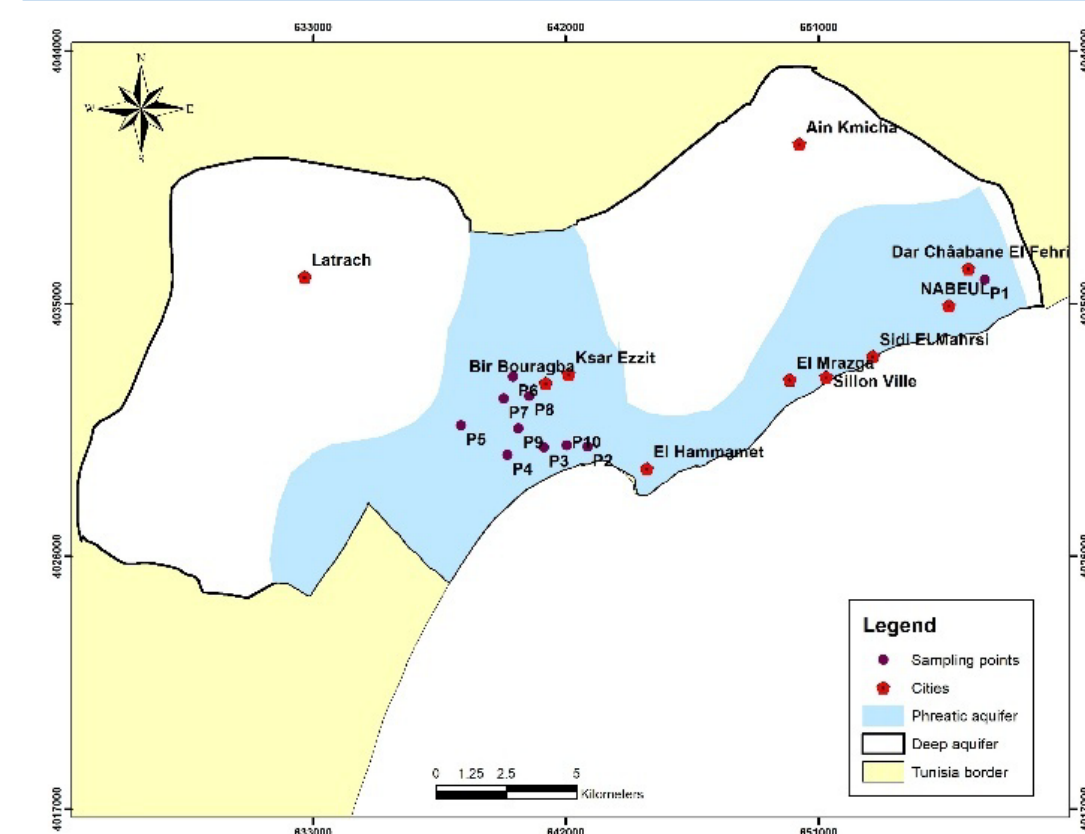 633000 642000 651000
4044000 4044000
N
W E
S
Ain Kmicha
Latrach
Dar Châabane El Fehri
NABEUL P1
4035000 4035000
Sidi El Mahrsi
Ksar Ezzit
Bir Bouragba
El Mrazga
Sillon Ville
P6
P7 P8
P5 P9 P10
P3 P2
P4
El Hammamet
4026000 4026000
Legend
Sampling points
Cities
Phreatic aquifer
Deep aquifer
Tunisia border
0 1.25 2.5 5
Kilometers
4017000 4017000
633000 642000 651000